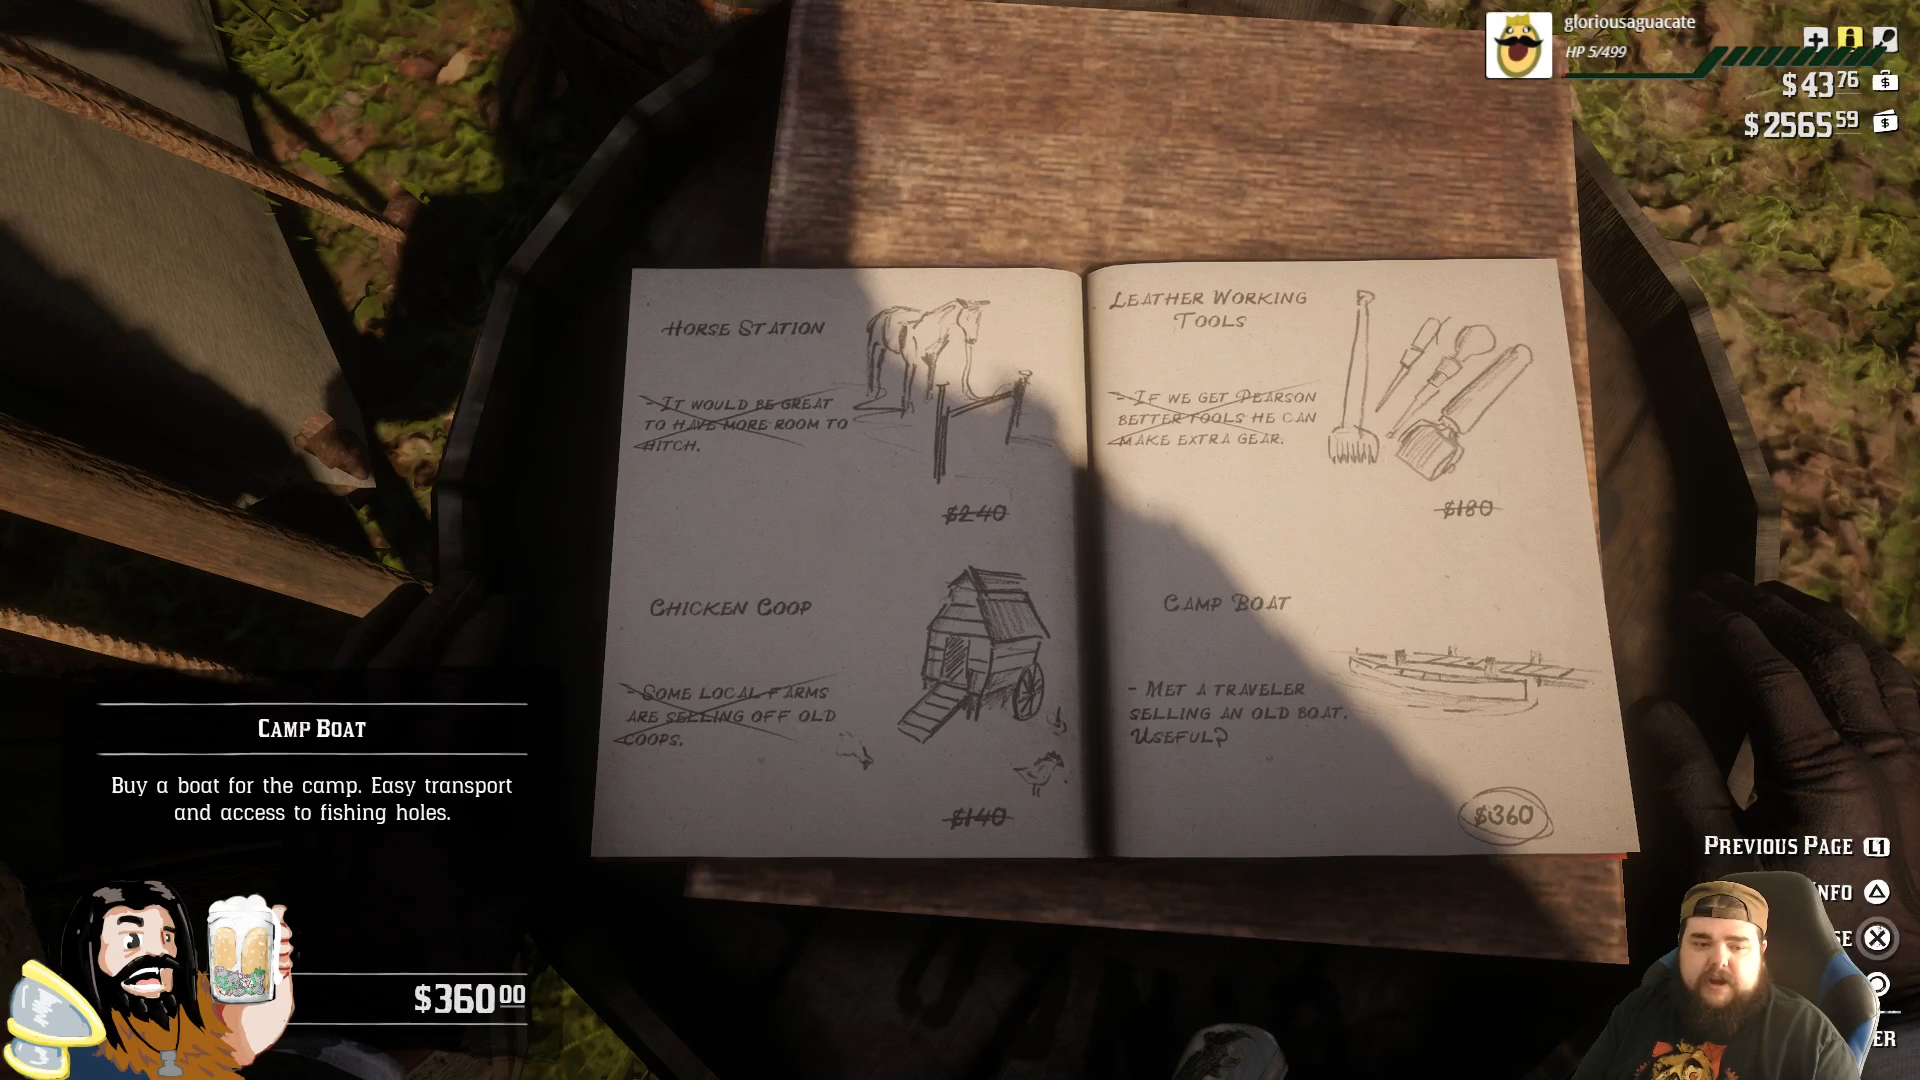 gloriousaguacate
HP 5/499
$43 76
$2565 59
HORSE STATION
- IT WOULD BE GREAT
TO HAVE MORE ROOM TO
HITCH.
$240
CHICKEN COOP
- SOME LOCAL FARMS
ARE SELLING OFF OLD
COOPS.
$140
LEATHER WORKING
TOOLS
- IF WE GET PEARSON
BETTER TOOLS HE CAN
MAKE EXTRA GEAR.
$180
CAMP BOAT
- MET A TRAVELER
SELLING AN OLD BOAT.
USEFUL?
$360
CAMP BOAT
Buy a boat for the camp. Easy transport
and access to fishing holes.
$360 00
PREVIOUS PAGE L1